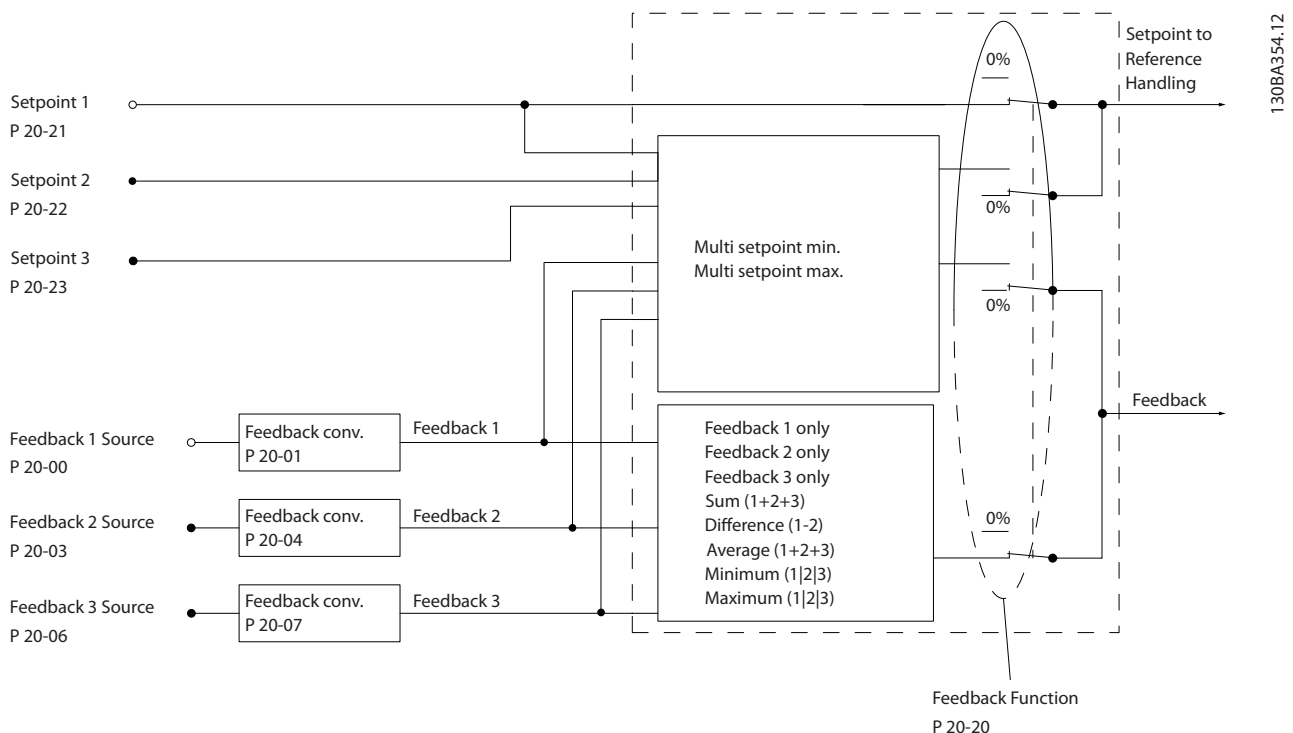 130BA354.12
Setpoint to
Reference
Handling
0%
Setpoint 1
P 20-21
Setpoint 2
P 20-22
0%
Setpoint 3
P 20-23
Multi setpoint min.
Multi setpoint max.
0%
Feedback
Feedback 1 Source
P 20-00
Feedback conv.
P 20-01
Feedback 1
Feedback 2 Source
P 20-03
Feedback conv.
P 20-04
Feedback 2
Feedback 3 Source
P 20-06
Feedback conv.
P 20-07
Feedback 3
Feedback 1 only
Feedback 2 only
Feedback 3 only
Sum (1+2+3)
Difference (1-2)
Average (1+2+3)
Minimum (1|2|3)
Maximum (1|2|3)
0%
Feedback Function
P 20-20